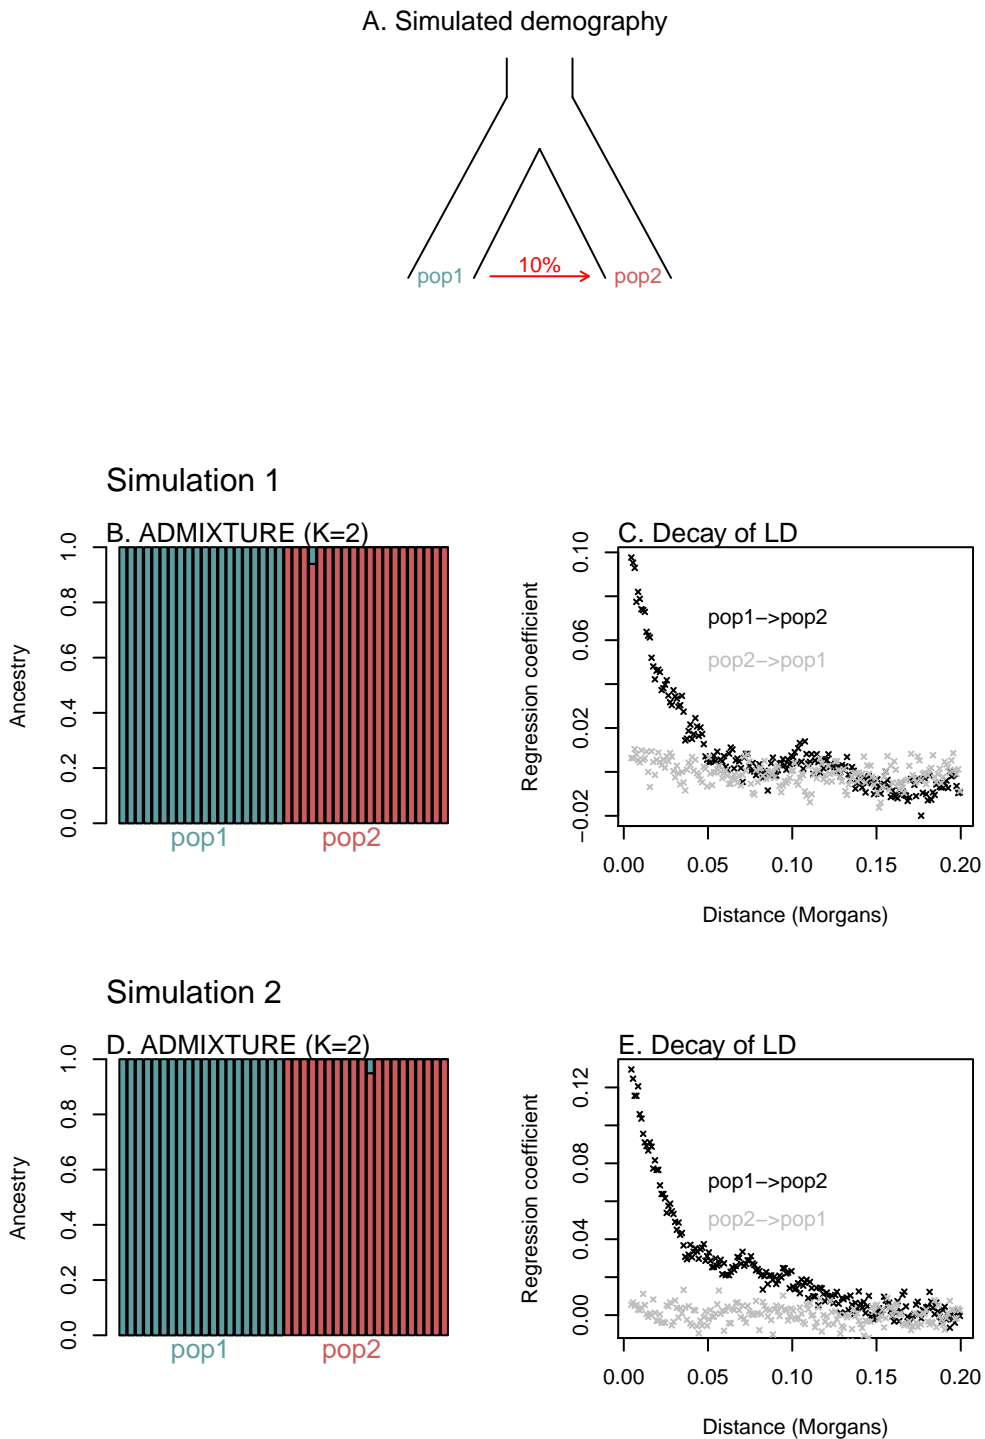 A. Simulated demography
10%
pop1
pop2
Simulation 1
B. ADMIXTURE (K=2)
Ancestry
0.0 0.2 0.4 0.6 0.8 1.0
pop1 pop2
C. Decay of LD
Regression coefficient
−0.02 0.02 0.06 0.10
pop1−>pop2
pop2−>pop1
0.00 0.05 0.10 0.15 0.20
Distance (Morgans)
Simulation 2
D. ADMIXTURE (K=2)
Ancestry
0.0 0.2 0.4 0.6 0.8 1.0
pop1 pop2
E. Decay of LD
Regression coefficient
0.00 0.04 0.08 0.12
pop1−>pop2
pop2−>pop1
0.00 0.05 0.10 0.15 0.20
Distance (Morgans)